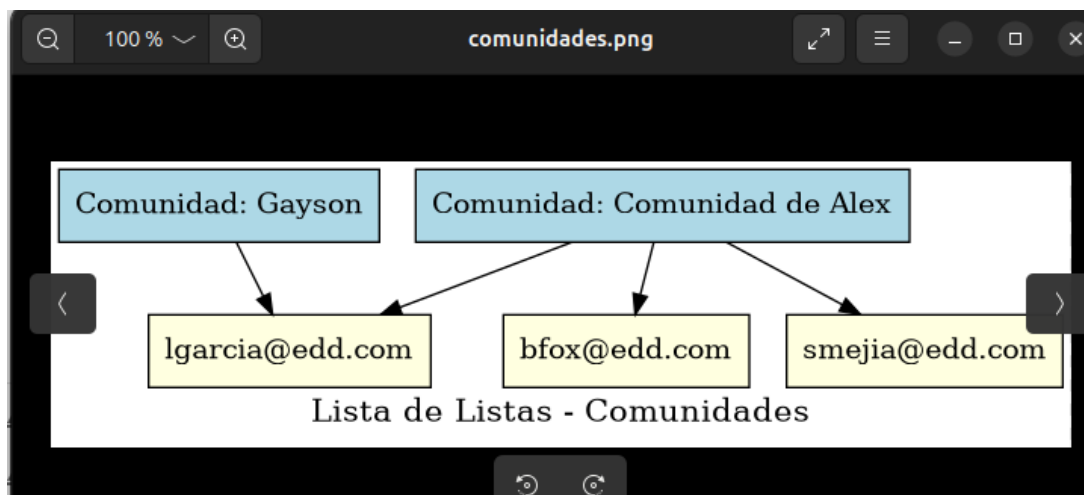 100 %
comunidades.png
Comunidad: Gayson
Comunidad: Comunidad de Alex
lgarcia@edd.com
bfox@edd.com
smejia@edd.com
Lista de Listas - Comunidades